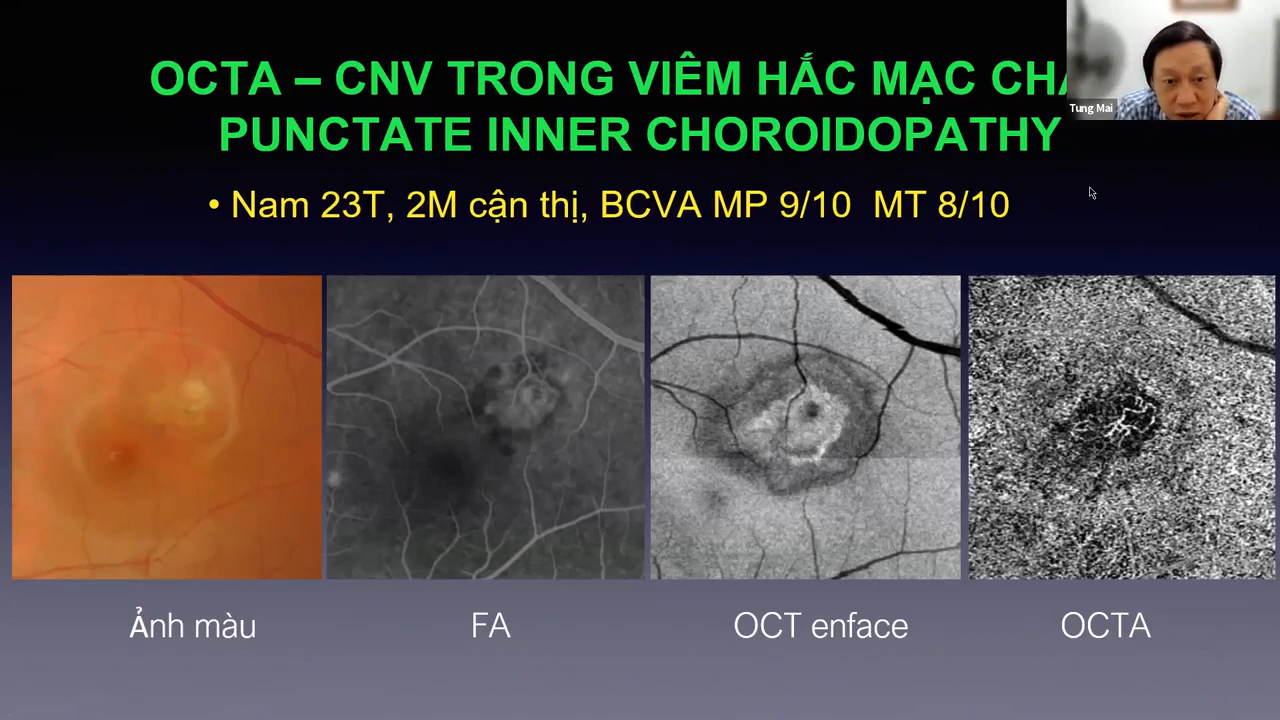 OCTA – CNV TRONG VIÊM HẮC MẠC
PUNCTATE INNER CHOROIDOPATHY
Tung Mai
• Nam 23T, 2M cận thị, BCVA MP 9/10 MT 8/10
Ảnh màu
FA
OCT enface
OCTA